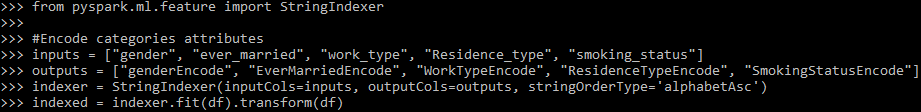 >>> from pyspark.ml.feature import StringIndexer
>>>
>>> #Encode categories attributes
>>> inputs = ["gender", "ever_married", "work_type", "Residence_type", "smoking_status"]
>>> outputs = ["genderEncode", "EverMarriedEncode", "WorkTypeEncode", "ResidenceTypeEncode", "SmokingStatusEncode"]
>>> indexer = StringIndexer(inputCols=inputs, outputCols=outputs, stringOrderType='alphabetAsc')
>>> indexed = indexer.fit(df).transform(df)